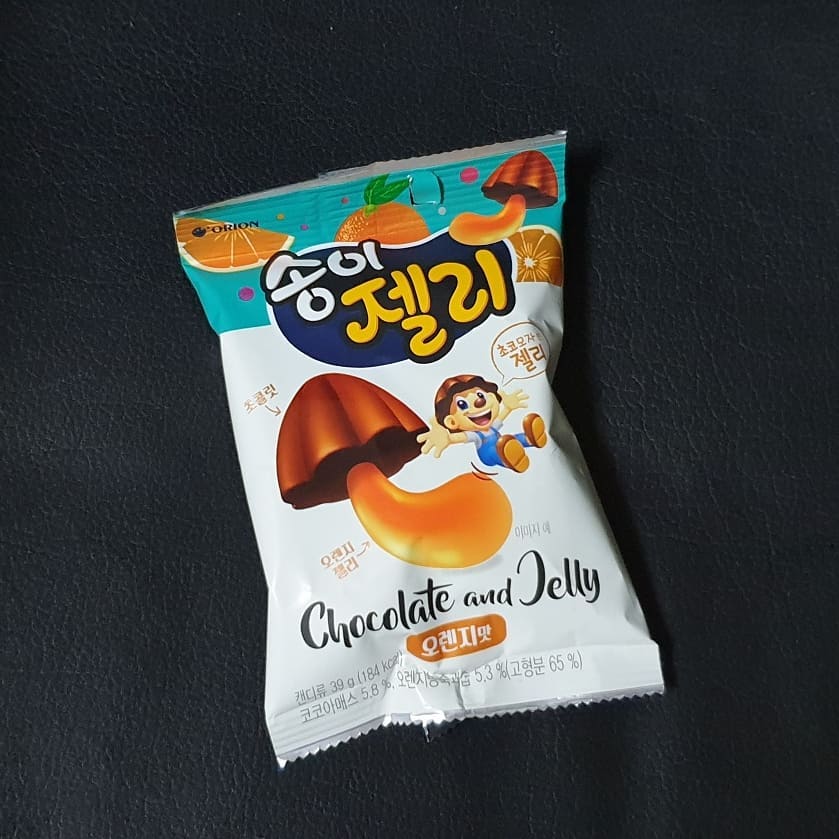 ORION
송이
젤리
초코모자 쓴
젤리
초콜릿
오렌지
젤리
이미지 예
Chocolate and Jelly
오렌지맛
캔디류 39 g (184 kcal)
코코아매스 5.8 %, 오렌지농축과즙 5.3 %(고형분 65 %)